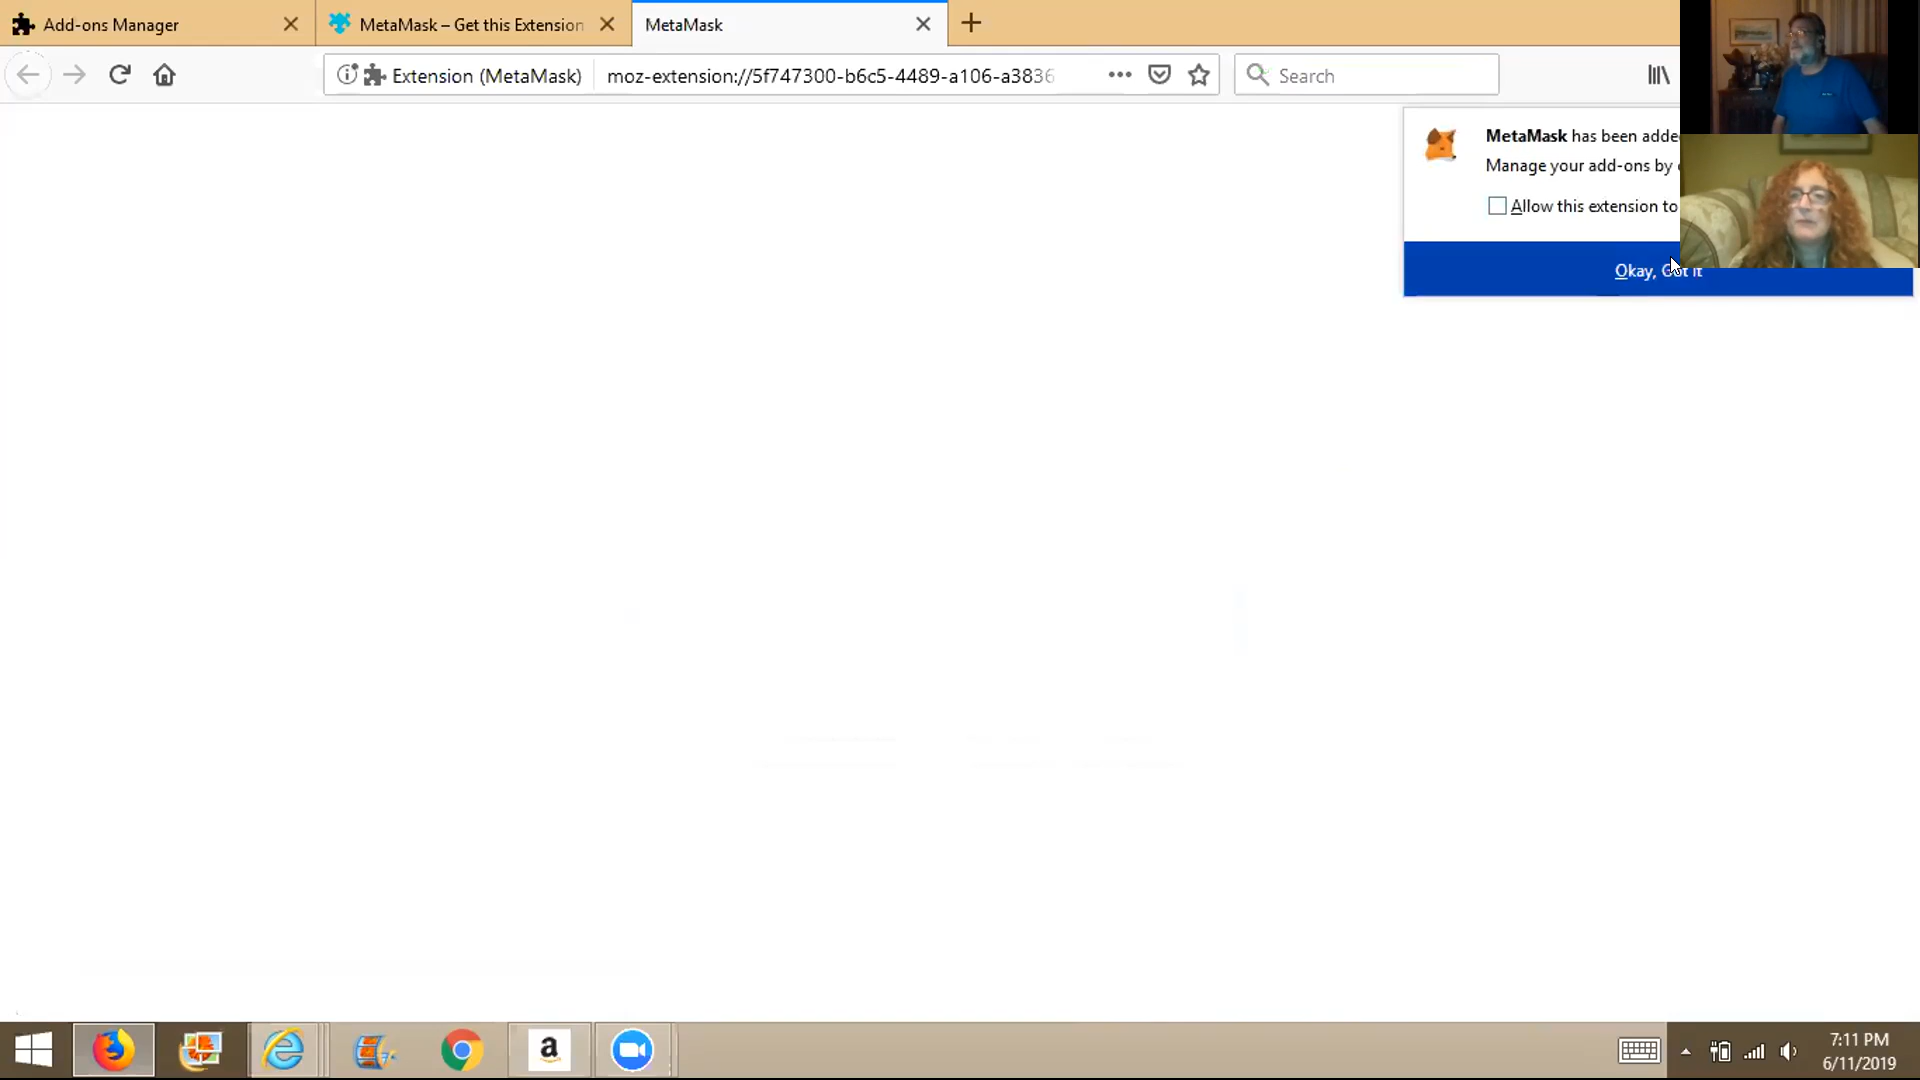 Add-ons Manager
MetaMask – Get this Extension
MetaMask
Extension (MetaMask)
moz-extension://5f747300-b6c5-4489-a106-a3836
Search
MetaMask has been adde
Manage your add-ons by
Allow this extension to
Okay, Got it
a
7:11 PM
6/11/2019